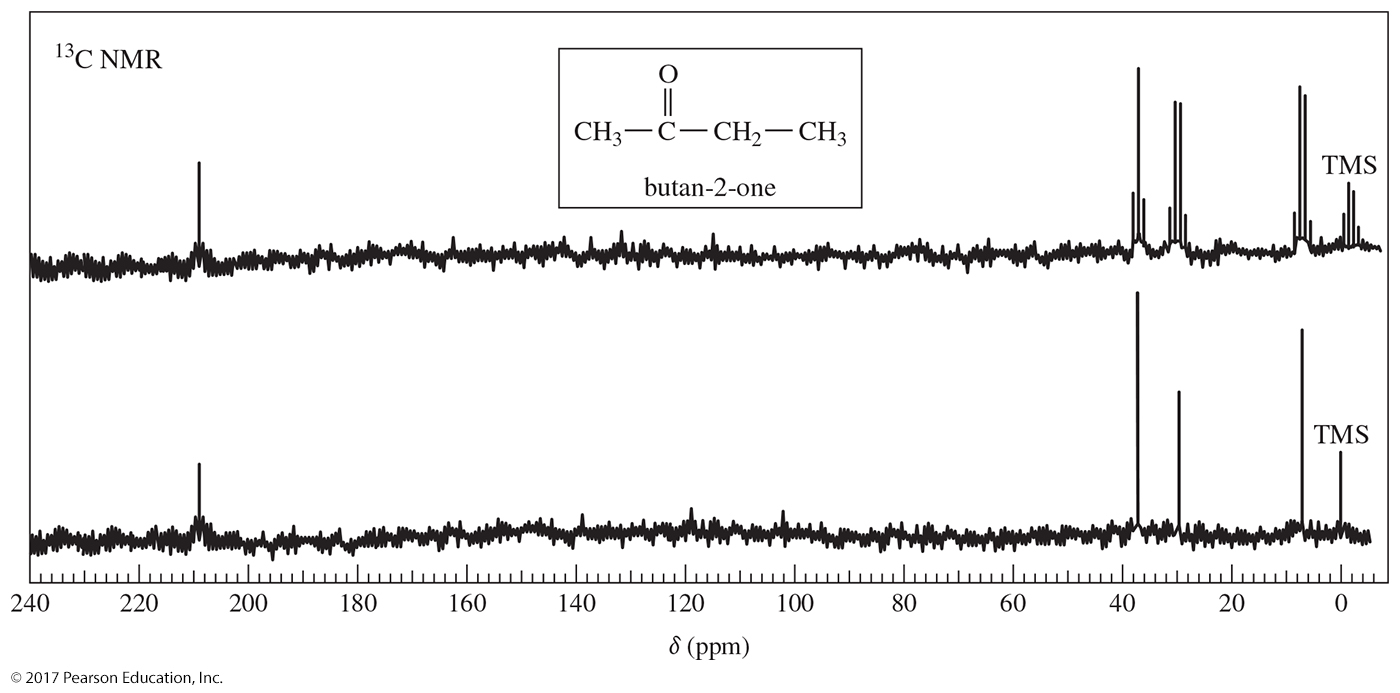 ¹³C NMR
O
CH₃—C—CH₂—CH₃
butan-2-one
TMS
TMS
240 220 200 180 160 140 120 100 80 60 40 20 0
δ (ppm)
© 2017 Pearson Education, Inc.